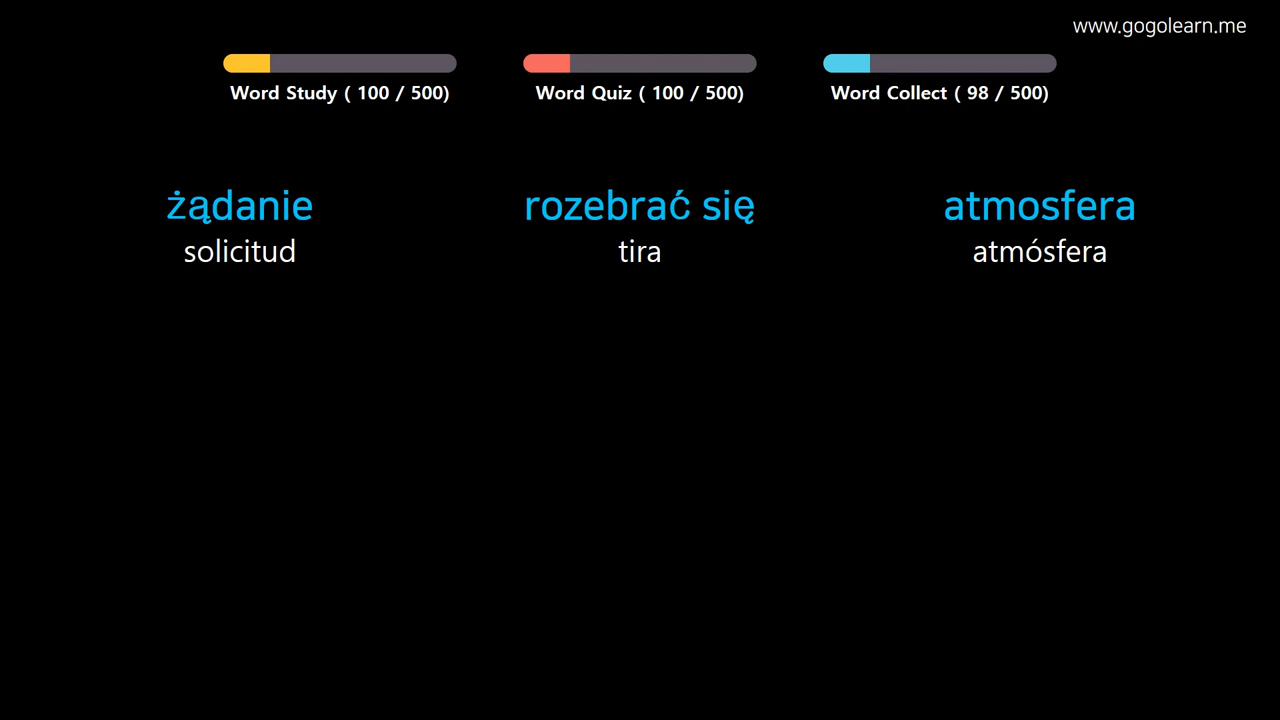 www.gogolearn.me
Word Study ( 100 / 500)
Word Quiz ( 100 / 500)
Word Collect ( 98 / 500)
żądanie
solicitud
rozebrać się
tira
atmosfera
atmósfera